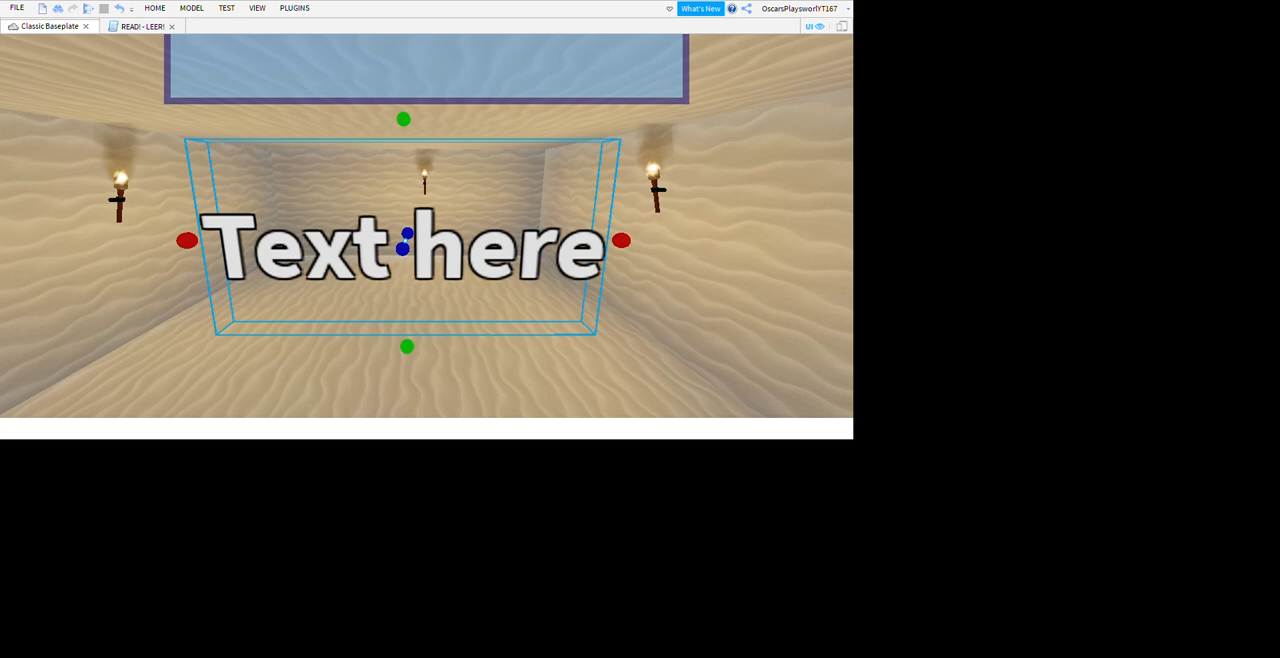 FILE HOME MODEL TEST VIEW PLUGINS What's New OscarsPlaysworlYT167
Classic Baseplate READ! - LEER! UI
Text here